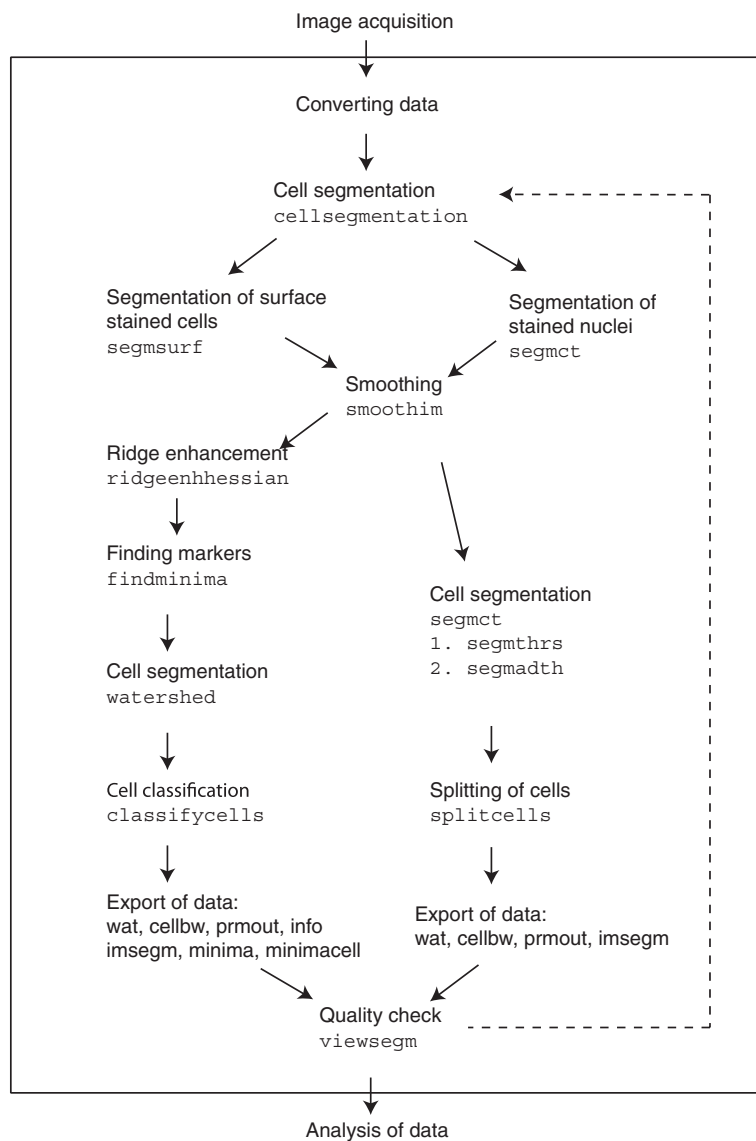 Image acquisition
Converting data
Cell segmentation
cellsegmentation
Segmentation of surface
stained cells
segmsurf
Segmentation of
stained nuclei
segmct
Smoothing
smoothim
Ridge enhancement
ridgeenhhessian
Finding markers
findminima
Cell segmentation
watershed
Cell classification
classifycells
Export of data:
wat, cellbw, prmout, info
imsegm, minima, minimacell
Cell segmentation
segmct
1. segmthrs
2. segmadth
Splitting of cells
splitcells
Export of data:
wat, cellbw, prmout, imsegm
Quality check
viewsegm
Analysis of data